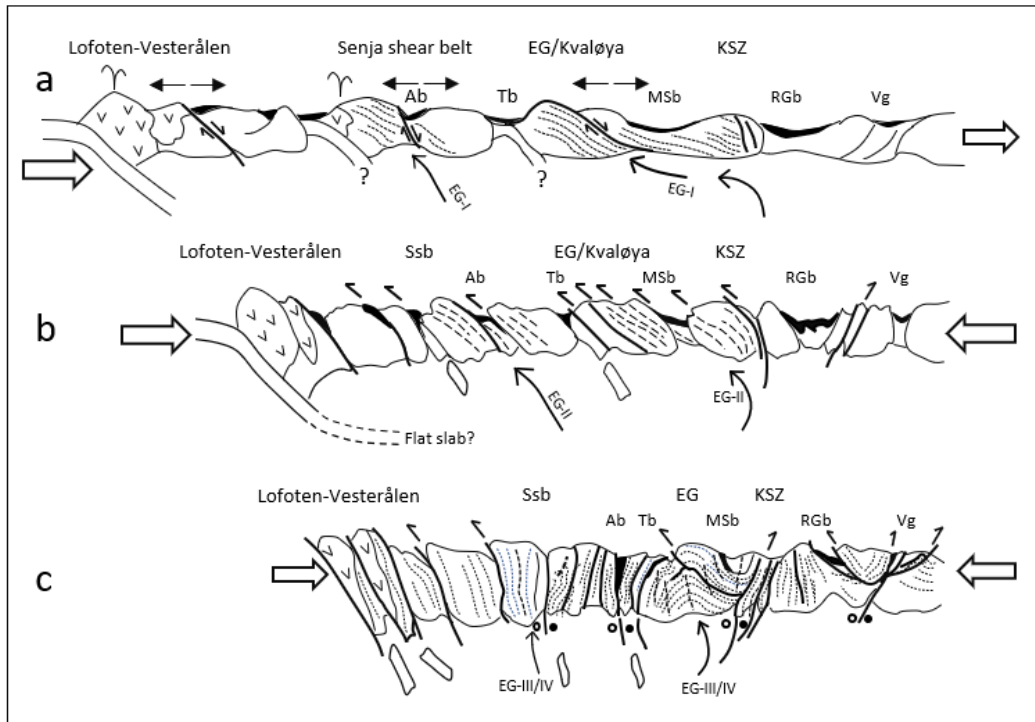 a
Lofoten-Vesterålen
Senja shear belt
EG/Kvaløya
KSZ
Ab
Tb
MSb
RGb
Vg
?
?
EG-I
EG-I
b
Lofoten-Vesterålen
Ssb
EG/Kvaløya
KSZ
Ab
Tb
MSb
RGb
Vg
EG-II
EG-II
Flat slab?
c
Lofoten-Vesterålen
Ssb
EG
KSZ
Ab
Tb
MSb
RGb
Vg
EG-III/IV
EG-III/IV